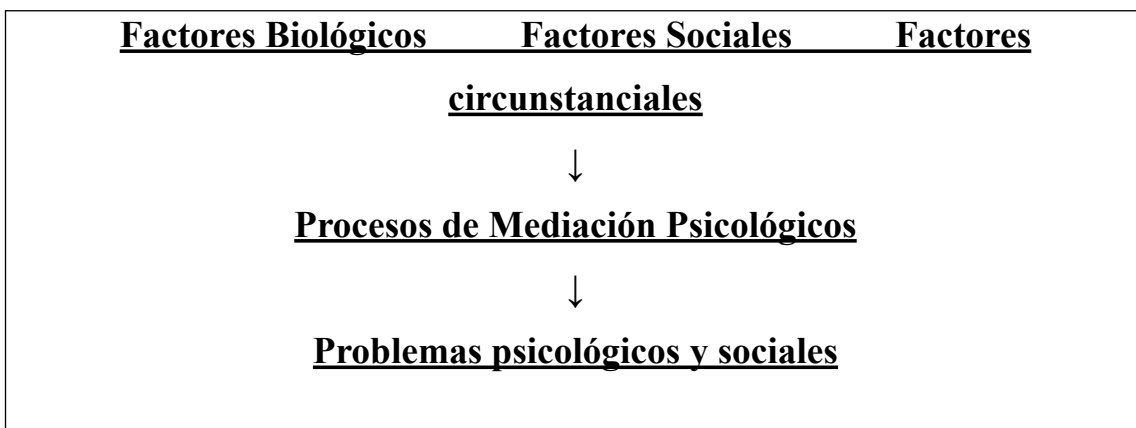 Factores Biológicos Factores Sociales Factores
circunstanciales
↓
Procesos de Mediación Psicológicos
↓
Problemas psicológicos y sociales